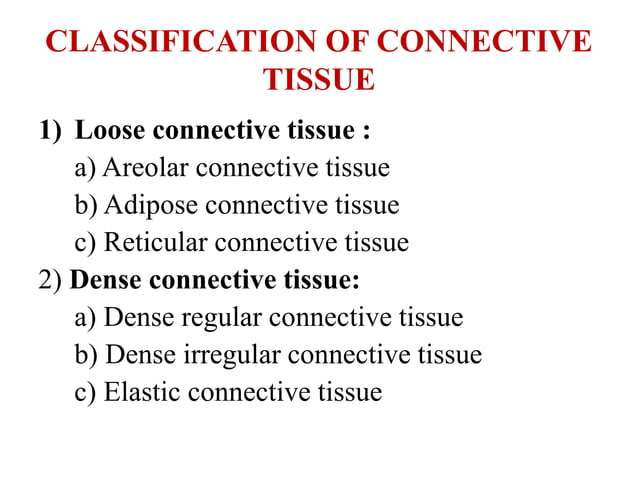 CLASSIFICATION OF CONNECTIVE
TISSUE
1) Loose connective tissue :
a) Areolar connective tissue
b) Adipose connective tissue
c) Reticular connective tissue
2) Dense connective tissue:
a) Dense regular connective tissue
b) Dense irregular connective tissue
c) Elastic connective tissue